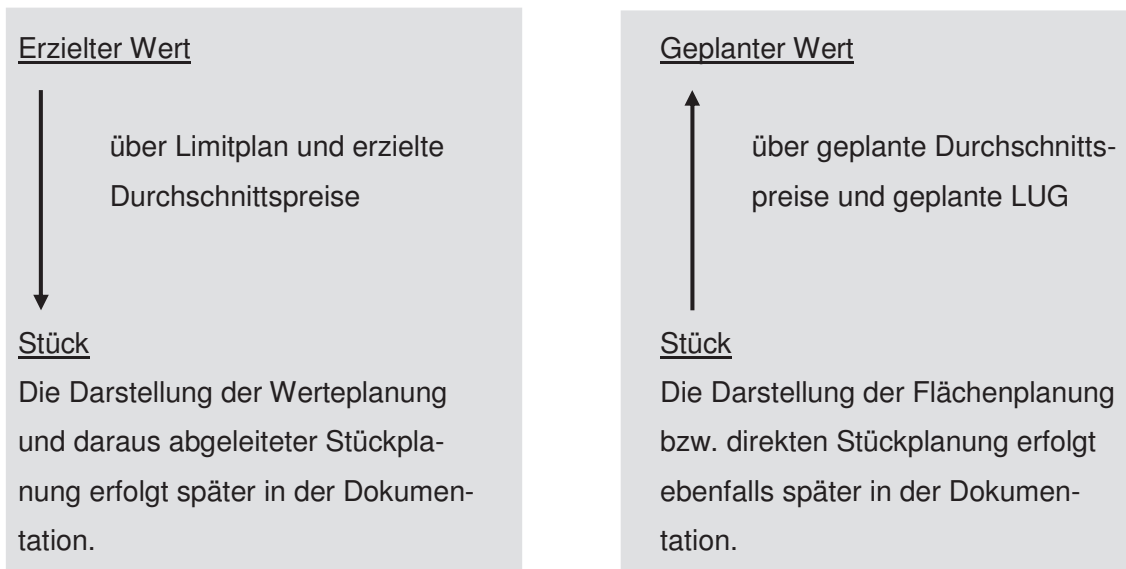 Erzielter Wert
über Limitplan und erzielte
Durchschnittspreise
Stück
Die Darstellung der Werteplanung
und daraus abgeleiteter Stückpla-
nung erfolgt später in der Dokumen-
tation.
Geplanter Wert
über geplante Durchschnitts-
preise und geplante LUG
Stück
Die Darstellung der Flächenplanung
bzw. direkten Stückplanung erfolgt
ebenfalls später in der Dokumen-
tation.